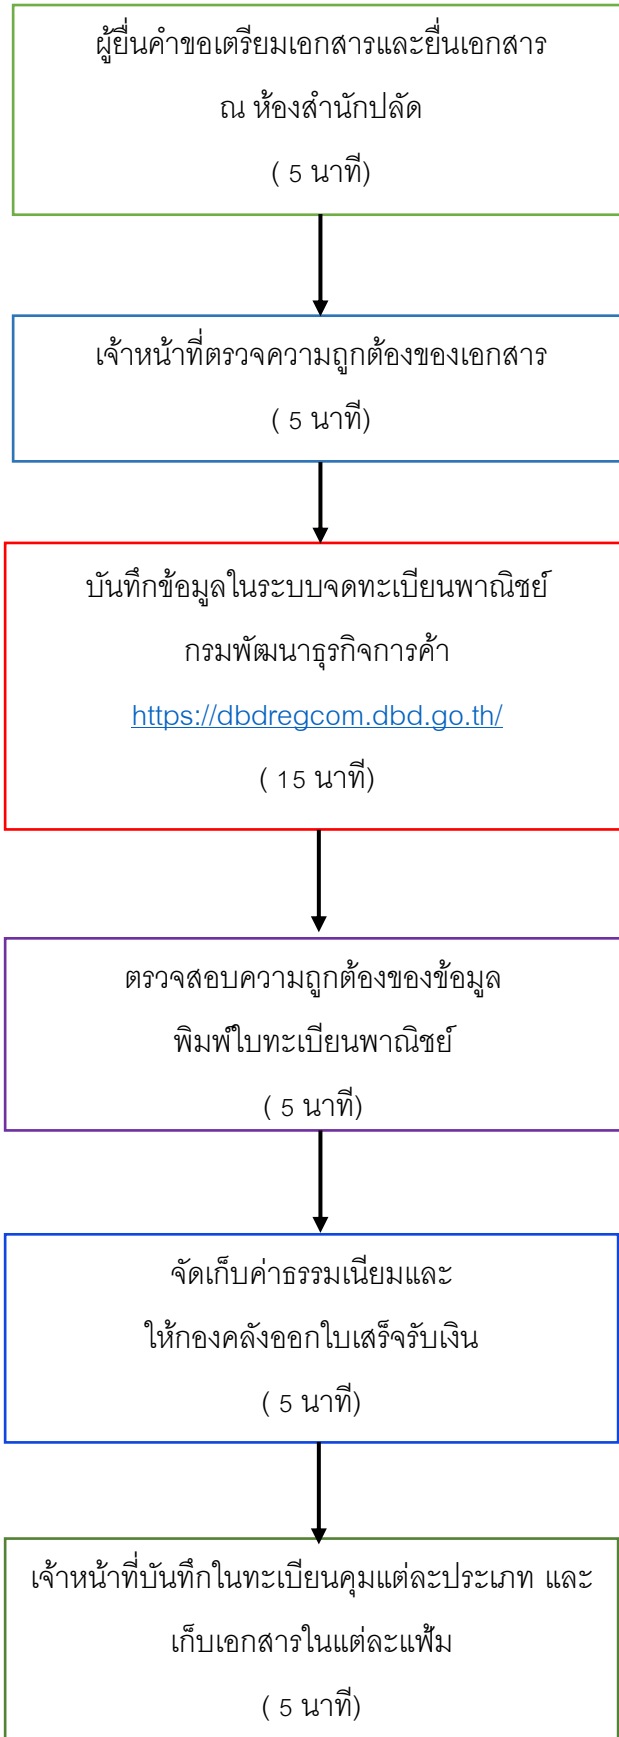 ผู้ยื่นคำขอเตรียมเอกสารและยื่นเอกสาร
ณ ห้องสำนักปลัด
( 5 นาที)
เจ้าหน้าที่ตรวจความถูกต้องของเอกสาร
( 5 นาที)
บันทึกข้อมูลในระบบจดทะเบียนพาณิชย์
กรมพัฒนาธุรกิจการค้า
https://dbdregcom.dbd.go.th/
( 15 นาที)
ตรวจสอบความถูกต้องของข้อมูล
พิมพ์ใบทะเบียนพาณิชย์
( 5 นาที)
จัดเก็บค่าธรรมเนียมและ
ให้กองคลังออกใบเสร็จรับเงิน
( 5 นาที)
เจ้าหน้าที่บันทึกในทะเบียนคุมแต่ละประเภท และ
เก็บเอกสารในแต่ละแฟ้ม
( 5 นาที)